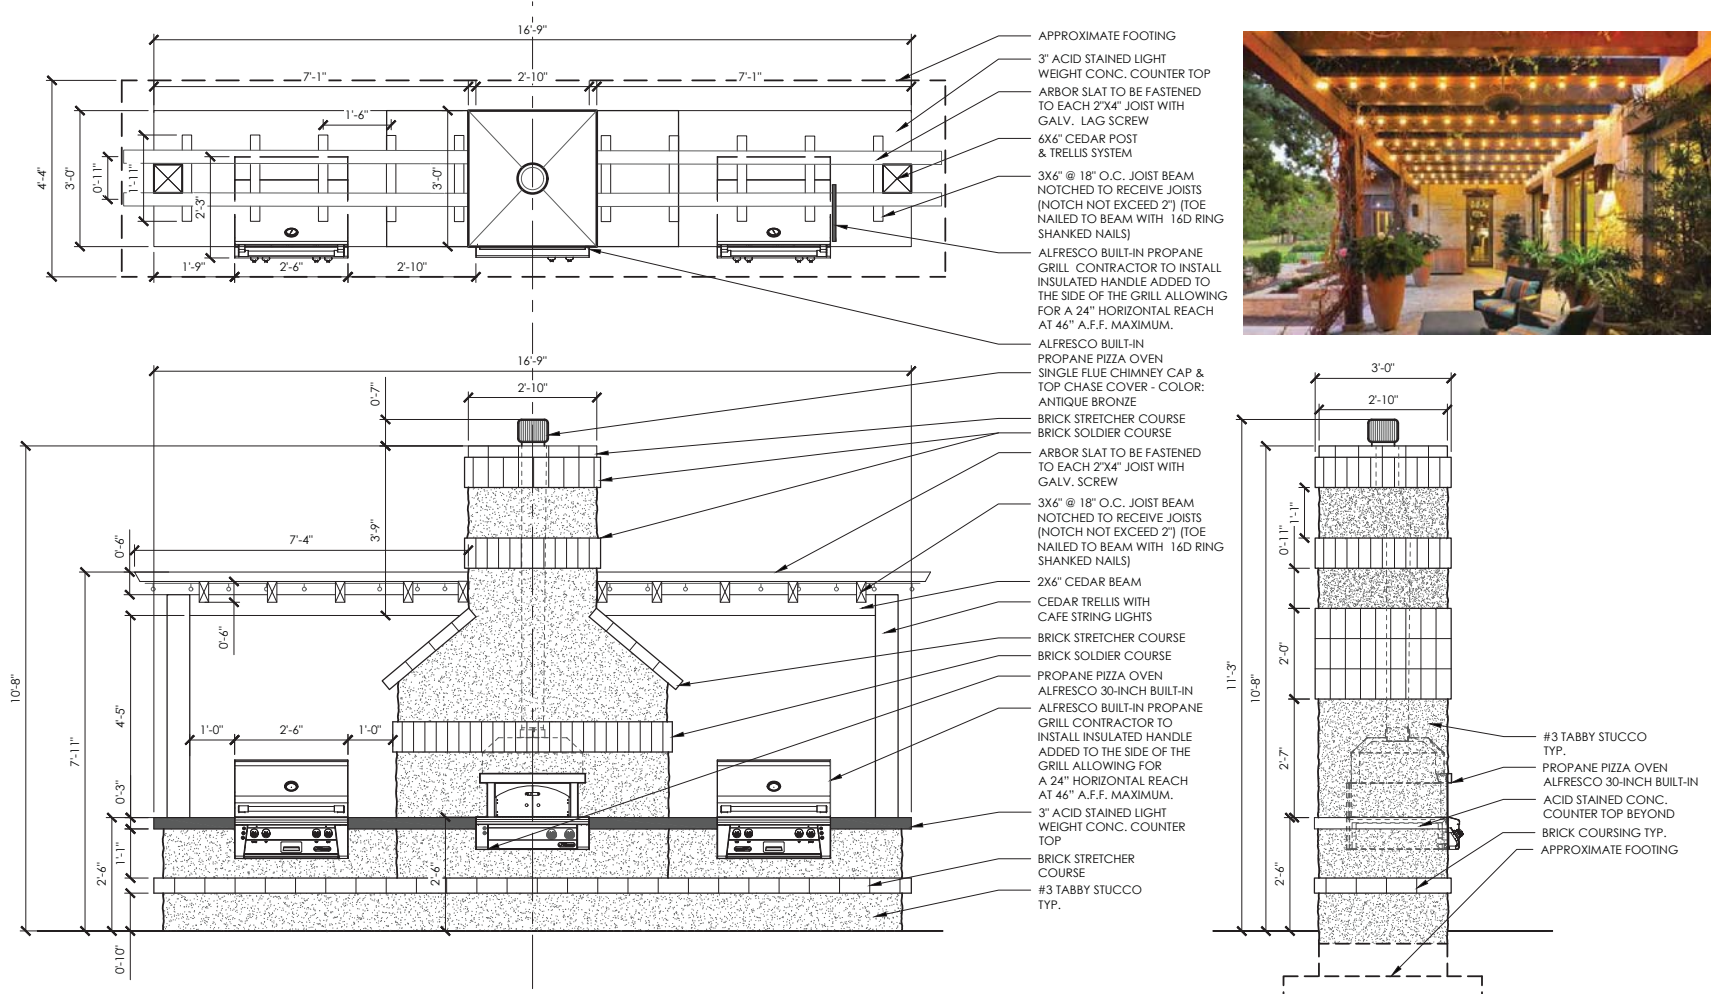 16'-9"
7'-1"
2'-10"
7'-1"
1'-6"
4'-4"
3'-0"
0'-11"
1'-11"
2'-3"
3'-0"
1'-9"
2'-6"
2'-10"
APPROXIMATE FOOTING
3" ACID STAINED LIGHT
WEIGHT CONC. COUNTER TOP
ARBOR SLAT TO BE FASTENED
TO EACH 2"X4" JOIST WITH
GALV. LAG SCREW
6X6" CEDAR POST
& TRELLIS SYSTEM
3X6" @ 18" O.C. JOIST BEAM
NOTCHED TO RECEIVE JOISTS
(NOTCH NOT EXCEED 2") (TOE
NAILED TO BEAM WITH 16D RING
SHANKED NAILS)
ALFRESCO BUILT-IN PROPANE
GRILL CONTRACTOR TO INSTALL
INSULATED HANDLE ADDED TO
THE SIDE OF THE GRILL ALLOWING
FOR A 24" HORIZONTAL REACH
AT 46" A.F.F. MAXIMUM.
ALFRESCO BUILT-IN
PROPANE PIZZA OVEN
SINGLE FLUE CHIMNEY CAP &
TOP CHASE COVER - COLOR:
ANTIQUE BRONZE
BRICK STRETCHER COURSE
BRICK SOLDIER COURSE
ARBOR SLAT TO BE FASTENED
TO EACH 2"X4" JOIST WITH
GALV. SCREW
3X6" @ 18" O.C. JOIST BEAM
NOTCHED TO RECEIVE JOISTS
(NOTCH NOT EXCEED 2") (TOE
NAILED TO BEAM WITH 16D RING
SHANKED NAILS)
2X6" CEDAR BEAM
CEDAR TRELLIS WITH
CAFE STRING LIGHTS
BRICK STRETCHER COURSE
BRICK SOLDIER COURSE
PROPANE PIZZA OVEN
ALFRESCO 30-INCH BUILT-IN
ALFRESCO BUILT-IN PROPANE
GRILL CONTRACTOR TO
INSTALL INSULATED HANDLE
ADDED TO THE SIDE OF THE
GRILL ALLOWING FOR
A 24" HORIZONTAL REACH
AT 46" A.F.F. MAXIMUM.
3" ACID STAINED LIGHT
WEIGHT CONC. COUNTER
TOP
BRICK STRETCHER
COURSE
#3 TABBY STUCCO
TYP.
16'-9"
2'-10"
0'-7"
3'-9"
7'-4"
0'-6"
0'-6"
10'-8"
7'-11"
4'-5"
0'-3"
1'-0"
2'-6"
1'-0"
2'-6"
1'-1"
2'-6"
0'-10"
3'-0"
2'-10"
11'-3"
10'-8"
1'-1"
0'-11"
2'-0"
2'-7"
2'-6"
#3 TABBY STUCCO
TYP.
PROPANE PIZZA OVEN
ALFRESCO 30-INCH BUILT-IN
ACID STAINED CONC.
COUNTER TOP BEYOND
BRICK COURSING TYP.
APPROXIMATE FOOTING